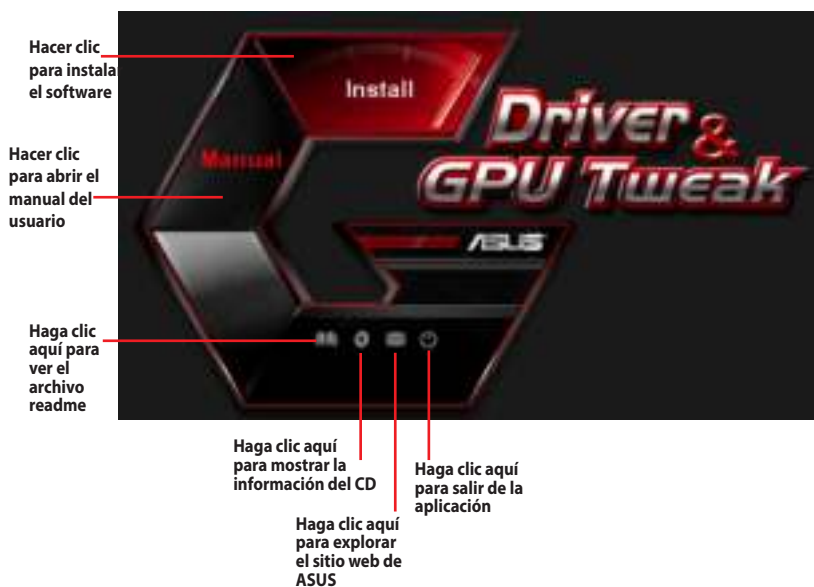 Hacer clic
para instalar
el software
Install
Driver &
GPU Tweak
Manual
Hacer clic
para abrir el
manual del
usuario
ASUS
Haga clic
aquí para
ver el
archivo
readme
Haga clic aquí
para mostrar la
información del CD
Haga clic aquí
para salir de la
aplicación
Haga clic aquí
para explorar
el sitio web de
ASUS